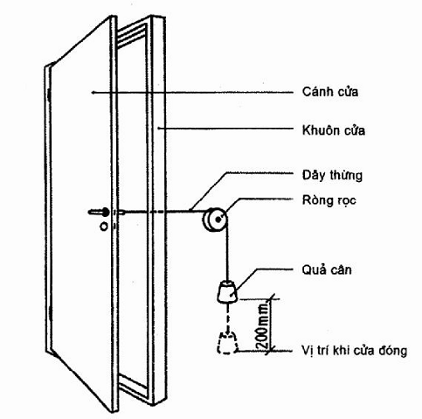 Cánh cửa
Khuôn cửa
Dây thừng
Ròng rọc
Quả cân
200mm
Vị trí khi cửa đóng